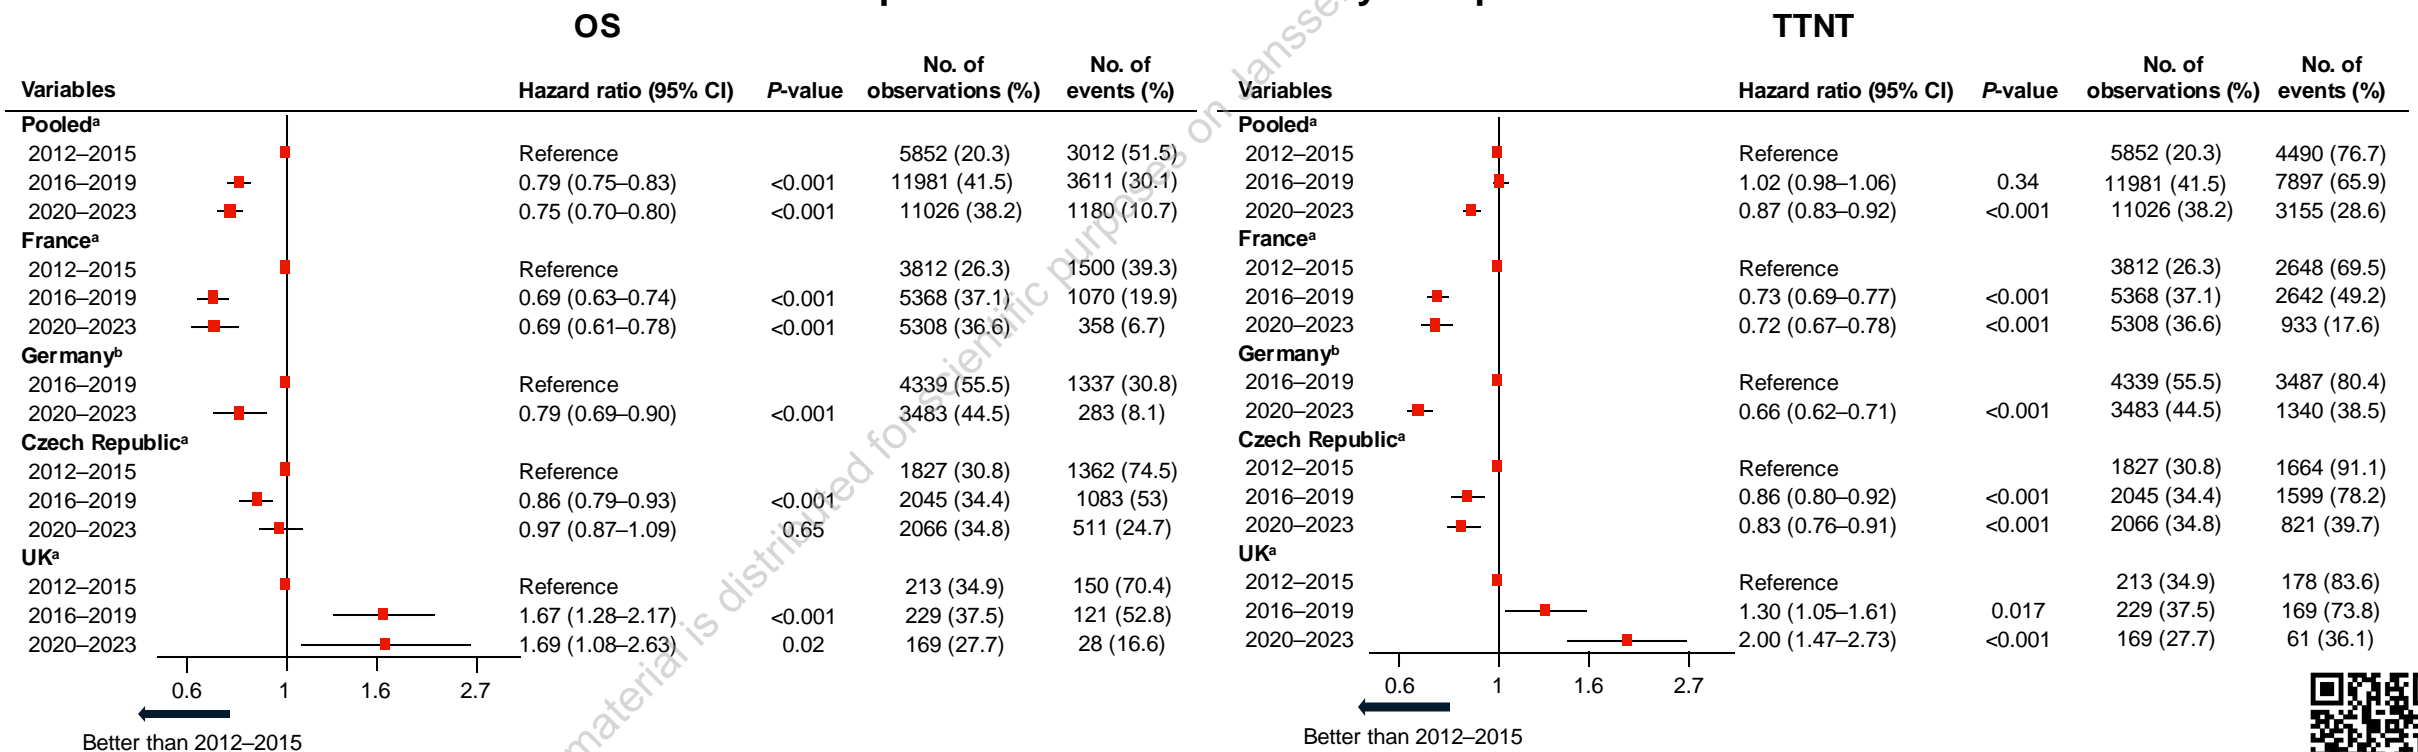 OS
No. of No. of
Variables Hazard ratio (95% CI) P-value observations (%) events (%)
Pooledᵃ
2012–2015 Reference 5852 (20.3) 3012 (51.5)
2016–2019 0.79 (0.75–0.83) <0.001 11981 (41.5) 3611 (30.1)
2020–2023 0.75 (0.70–0.80) <0.001 11026 (38.2) 1180 (10.7)
Franceᵃ
2012–2015 Reference 3812 (26.3) 1500 (39.3)
2016–2019 0.69 (0.63–0.74) <0.001 5368 (37.1) 1070 (19.9)
2020–2023 0.69 (0.61–0.78) <0.001 5308 (36.6) 358 (6.7)
Germanyᵇ
2016–2019 Reference 4339 (55.5) 1337 (30.8)
2020–2023 0.79 (0.69–0.90) <0.001 3483 (44.5) 283 (8.1)
Czech Republicᵃ
2012–2015 Reference 1827 (30.8) 1362 (74.5)
2016–2019 0.86 (0.79–0.93) <0.001 2045 (34.4) 1083 (53)
2020–2023 0.97 (0.87–1.09) 0.65 2066 (34.8) 511 (24.7)
UKᵃ
2012–2015 Reference 213 (34.9) 150 (70.4)
2016–2019 1.67 (1.28–2.17) <0.001 229 (37.5) 121 (52.8)
2020–2023 1.69 (1.08–2.63) 0.02 169 (27.7) 28 (16.6)
0.6 1 1.6 2.7
Better than 2012–2015
TTNT
No. of No. of
Variables Hazard ratio (95% CI) P-value observations (%) events (%)
Pooledᵃ
2012–2015 Reference 5852 (20.3) 4490 (76.7)
2016–2019 1.02 (0.98–1.06) 0.34 11981 (41.5) 7897 (65.9)
2020–2023 0.87 (0.83–0.92) <0.001 11026 (38.2) 3155 (28.6)
Franceᵃ
2012–2015 Reference 3812 (26.3) 2648 (69.5)
2016–2019 0.73 (0.69–0.77) <0.001 5368 (37.1) 2642 (49.2)
2020–2023 0.72 (0.67–0.78) <0.001 5308 (36.6) 933 (17.6)
Germanyᵇ
2016–2019 Reference 4339 (55.5) 3487 (80.4)
2020–2023 0.66 (0.62–0.71) <0.001 3483 (44.5) 1340 (38.5)
Czech Republicᵃ
2012–2015 Reference 1827 (30.8) 1664 (91.1)
2016–2019 0.86 (0.80–0.92) <0.001 2045 (34.4) 1599 (78.2)
2020–2023 0.83 (0.76–0.91) <0.001 2066 (34.8) 821 (39.7)
UKᵃ
2012–2015 Reference 213 (34.9) 178 (83.6)
2016–2019 1.30 (1.05–1.61) 0.017 229 (37.5) 169 (73.8)
2020–2023 2.00 (1.47–2.73) <0.001 169 (27.7) 61 (36.1)
0.6 1 1.6 2.7
Better than 2012–2015
material is distributed for scientific purposes on Jansse